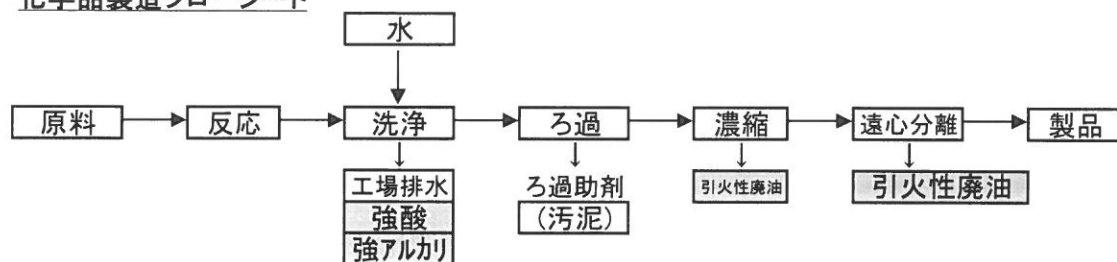 化学品製造フローシート
水
原料
反応
洗浄
ろ過
濃縮
遠心分離
製品
工場排水
強酸
強アルカリ
ろ過助剤
（汚泥）
引火性廃油
引火性廃油